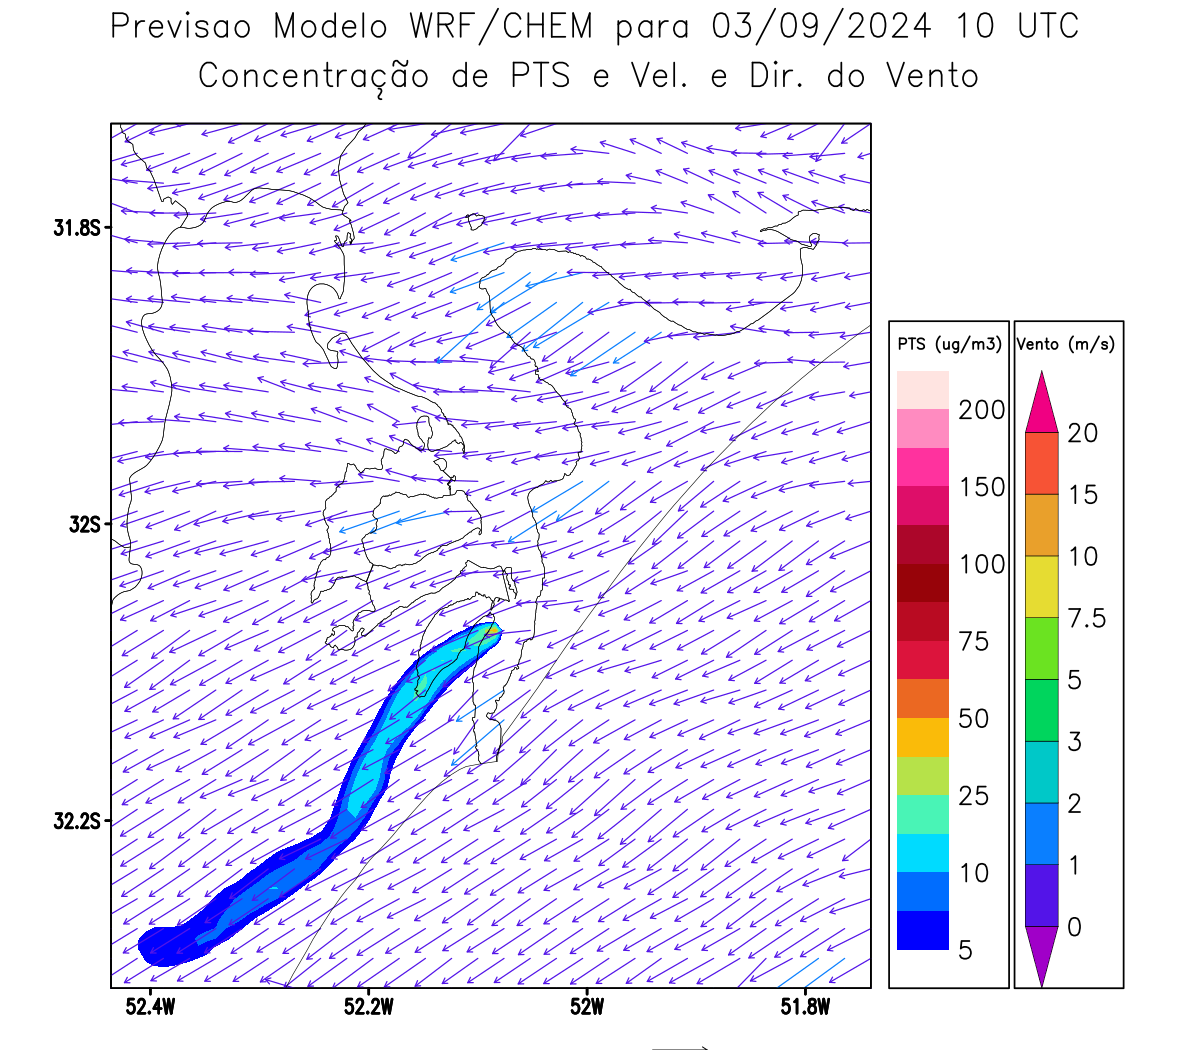 Previsao Modelo WRF/CHEM para 03/09/2024 10 UTC
Concentração de PTS e Vel. e Dir. do Vento
31.8S
32S
32.2S
52.4W
52.2W
52W
51.8W
PTS (ug/m3)
200
150
100
75
50
25
10
5
Vento (m/s)
20
15
10
7.5
5
3
2
1
0